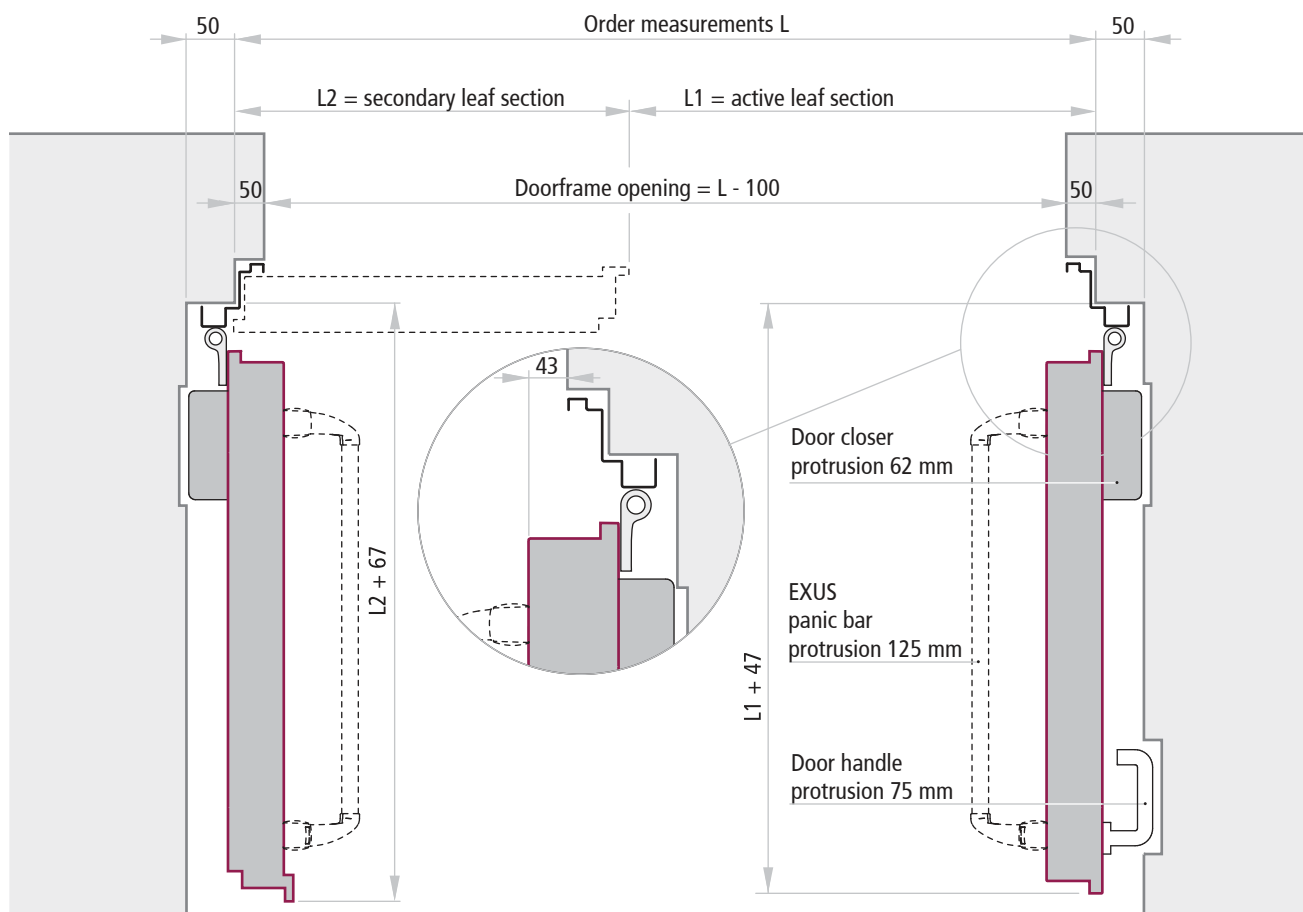 50
Order measurements L
50
L2 = secondary leaf section
L1 = active leaf section
50
Doorframe opening = L - 100
50
43
Door closer
protrusion 62 mm
L2 + 67
EXUS
panic bar
protrusion 125 mm
L1 + 47
Door handle
protrusion 75 mm